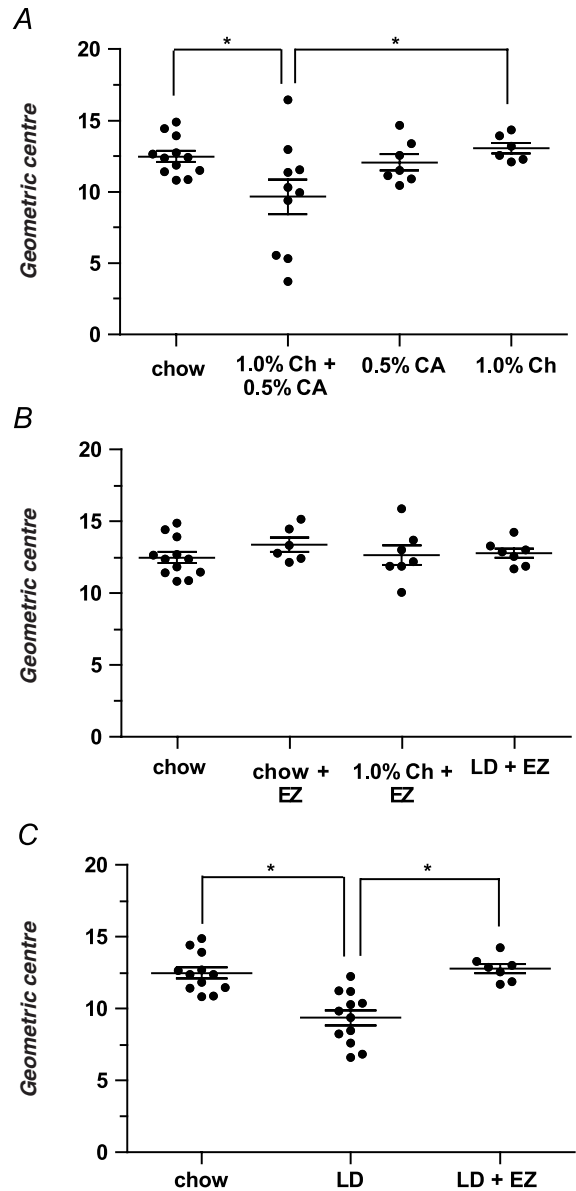 A
* *
20
15
10
5
0
Geometric centre
chow
1.0% Ch +
0.5% CA
0.5% CA
1.0% Ch
B
20
15
10
5
0
Geometric centre
chow
chow +
EZ
1.0% Ch +
EZ
LD + EZ
C
* *
20
15
10
5
0
Geometric centre
chow
LD
LD + EZ